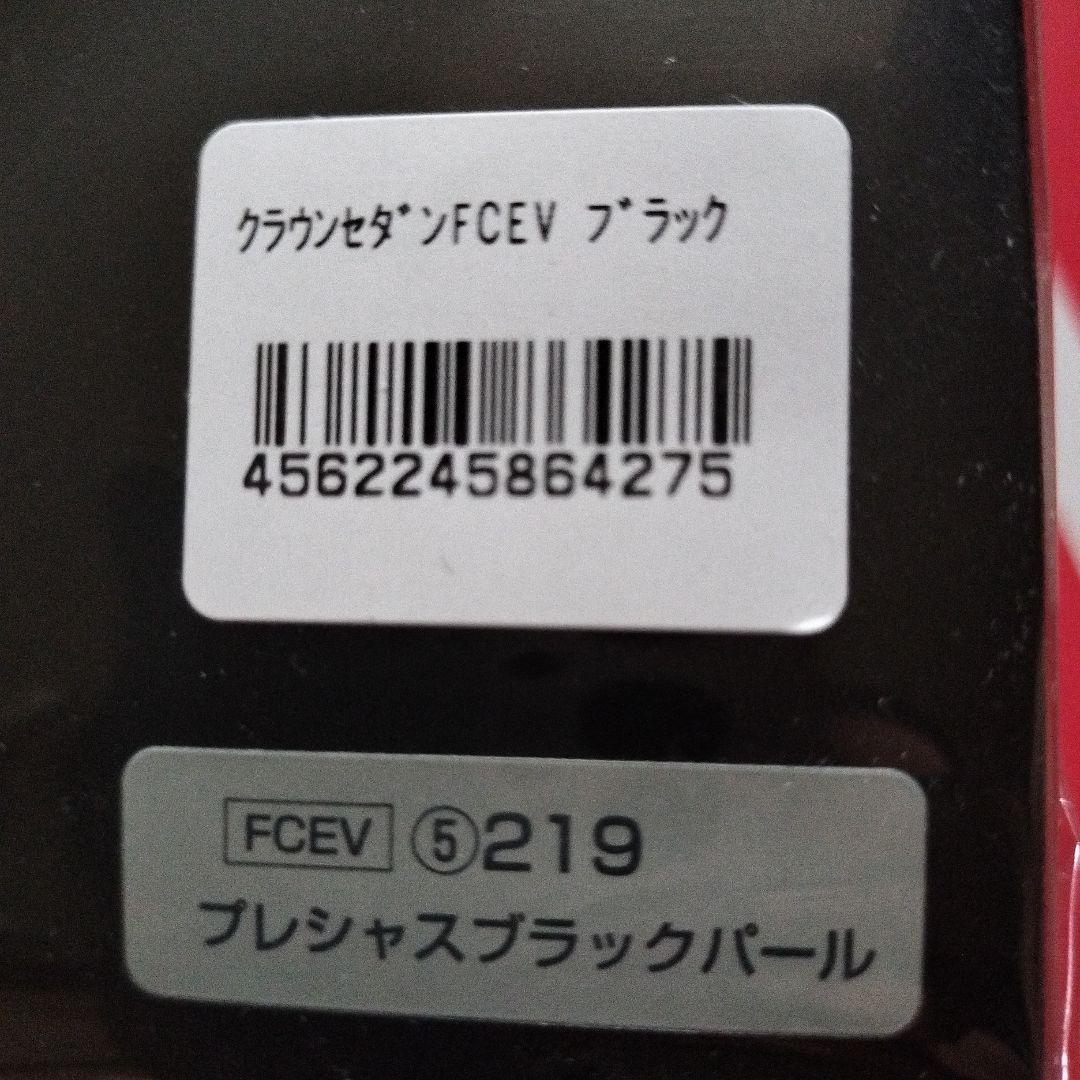 ｸﾗｳﾝｾﾀﾞﾝFCEV ﾌﾞﾗｯｸ
4562245864275
FCEV ⑤219
プレシャスブラックパール